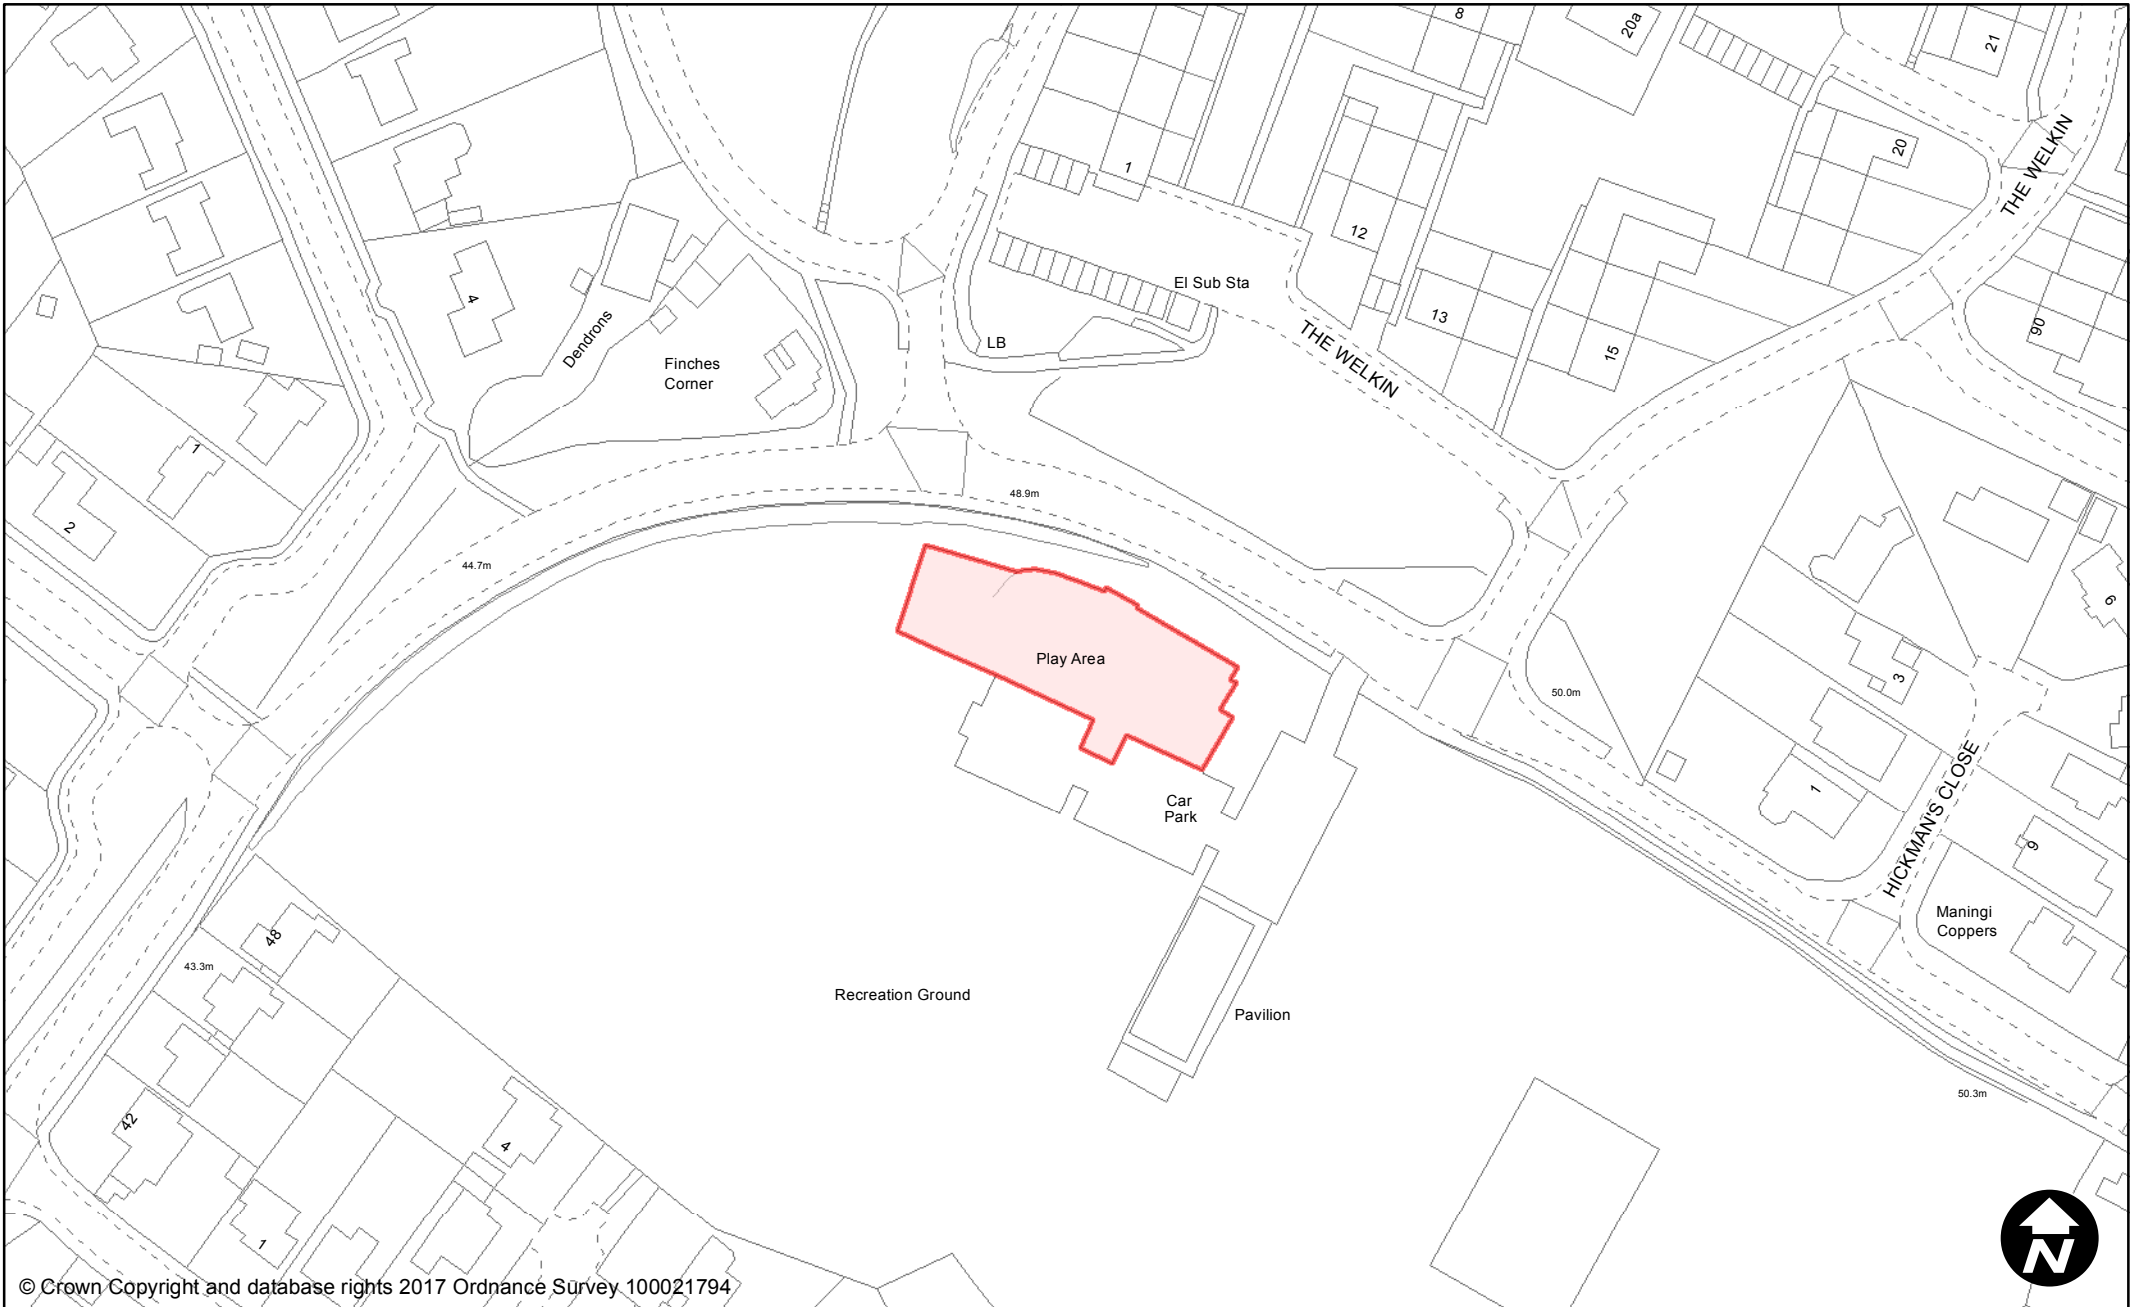 8
20a
21
1
20
THE WELKIN
12
4
El Sub Sta
13
90
Dendrons
LB
THE WELKIN
15
Finches
Corner
1
2
48.9m
44.7m
6
Play Area
3
50.0m
Car
Park
1
HICKMAN'S CLOSE
9
Maningi
Coppers
48
43.3m
Recreation Ground
Pavilion
50.3m
42
4
1
N
© Crown Copyright and database rights 2017 Ordnance Survey 100021794